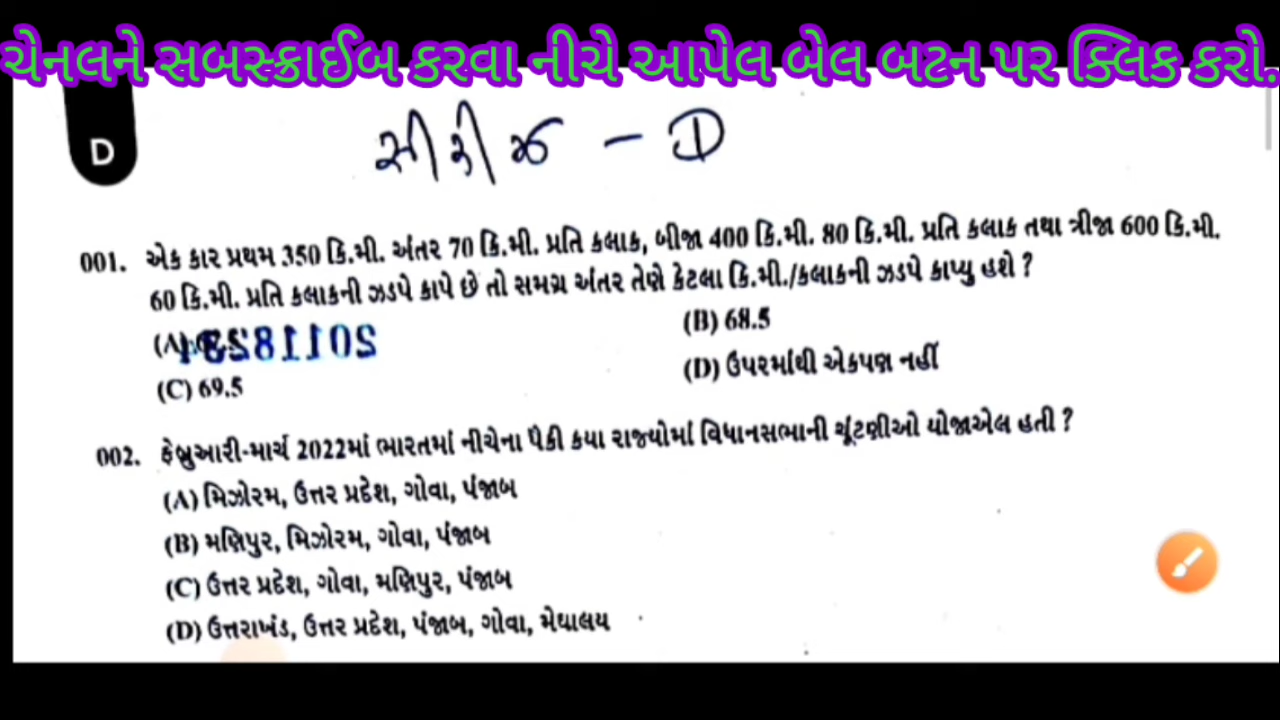 ચેનલને સબસ્ક્રાઈબ કરવા નીચે આપેલ બેલ બટન પર ક્લિક કરો.
D
સીરીઝ - D
001. એક કાર પ્રથમ 350 કિ.મી. અંતર 70 કિ.મી. પ્રતિ કલાક, બીજા 400 કિ.મી. 80 કિ.મી. પ્રતિ કલાક તથા ત્રીજા 600 કિ.મી.
60 કિ.મી. પ્રતિ કલાકની ઝડપે કાપે છે તો સમગ્ર અંતર તેણે કેટલા કિ.મી./કલાકની ઝડપે કાપ્યુ હશે ?
(A)
(B) 68.5
(C) 69.5
(D) ઉપરમાંથી એકપણ નહીં
002. ફેબ્રુઆરી-માર્ચ 2022માં ભારતમાં નીચેના પૈકી કયા રાજ્યોમાં વિધાનસભાની ચૂંટણીઓ યોજાએલ હતી ?
(A) મિઝોરમ, ઉત્તર પ્રદેશ, ગોવા, પંજાબ
(B) મણિપુર, મિઝોરમ, ગોવા, પંજાબ
(C) ઉત્તર પ્રદેશ, ગોવા, મણિપુર, પંજાબ
(D) ઉત્તરાખંડ, ઉત્તર પ્રદેશ, પંજાબ, ગોવા, મેઘાલય